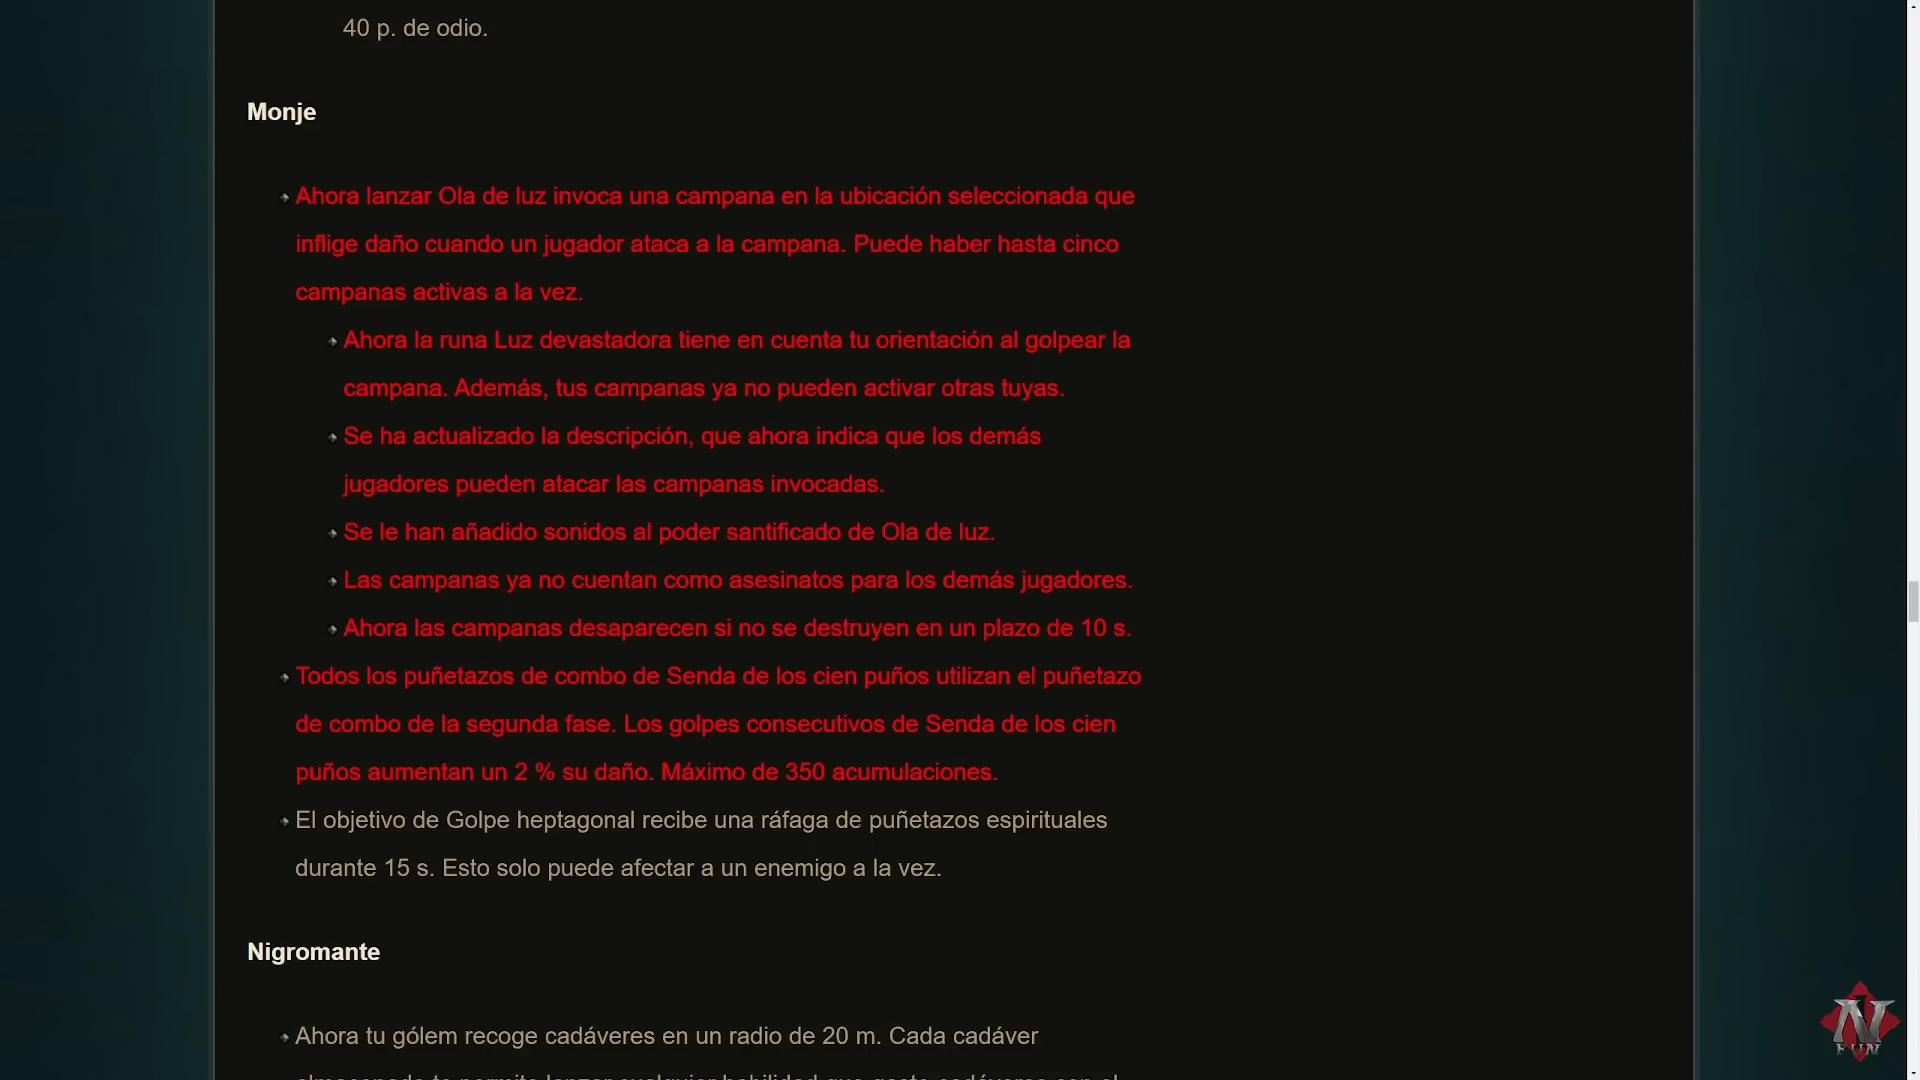 40 p. de odio.
Monje
Ahora lanzar Ola de luz invoca una campana en la ubicación seleccionada que
inflige daño cuando un jugador ataca a la campana. Puede haber hasta cinco
campanas activas a la vez.
Ahora la runa Luz devastadora tiene en cuenta tu orientación al golpear la
campana. Además, tus campanas ya no pueden activar otras tuyas.
Se ha actualizado la descripción, que ahora indica que los demás
jugadores pueden atacar las campanas invocadas.
Se le han añadido sonidos al poder santificado de Ola de luz.
Las campanas ya no cuentan como asesinatos para los demás jugadores.
Ahora las campanas desaparecen si no se destruyen en un plazo de 10 s.
Todos los puñetazos de combo de Senda de los cien puños utilizan el puñetazo
de combo de la segunda fase. Los golpes consecutivos de Senda de los cien
puños aumentan un 2 % su daño. Máximo de 350 acumulaciones.
El objetivo de Golpe heptagonal recibe una ráfaga de puñetazos espirituales
durante 15 s. Esto solo puede afectar a un enemigo a la vez.
Nigromante
Ahora tu gólem recoge cadáveres en un radio de 20 m. Cada cadáver